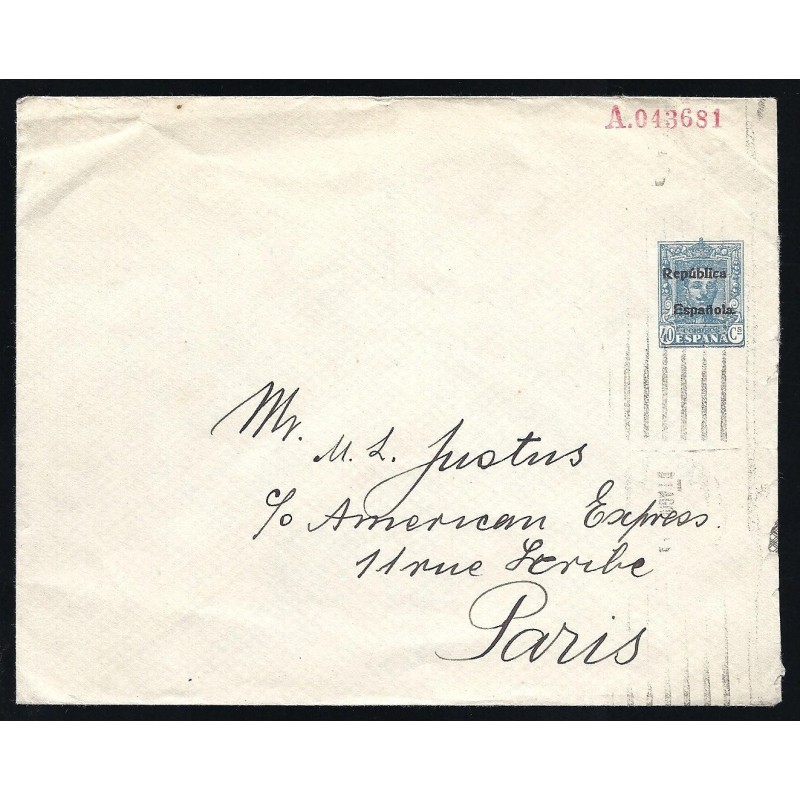 A.043681
República
Española
40 Cs
ESPAÑA
Mr. M. L. Justus
c/o American Express.
11 rue Scribe
Paris